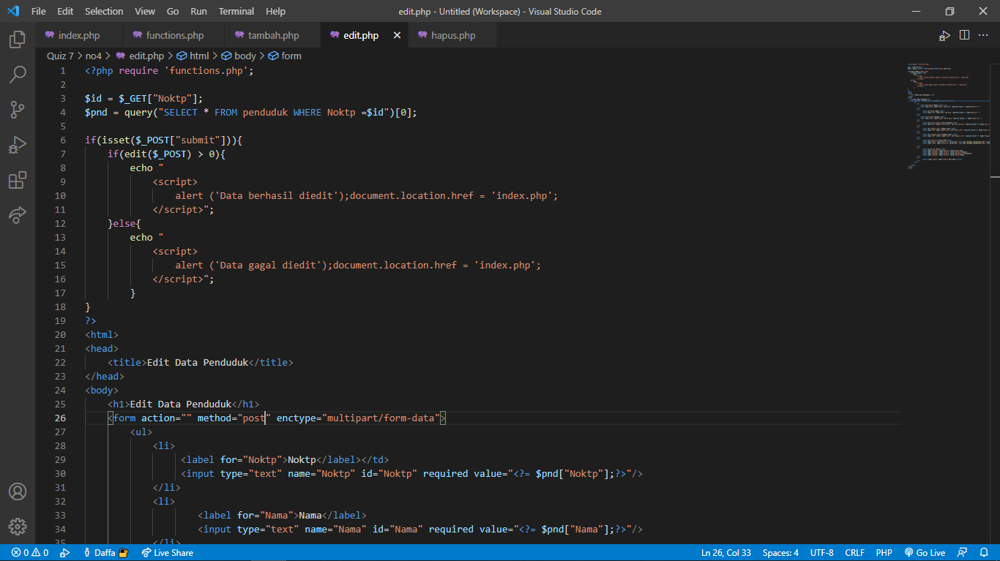 File Edit Selection View Go Run Terminal Help edit.php - Untitled (Workspace) - Visual Studio Code
index.php functions.php tambah.php edit.php hapus.php
Quiz 7 > no4 > edit.php > html > body > form
1 <?php require 'functions.php';
2
3 $id = $_GET["Noktp"];
4 $pnd = query("SELECT * FROM penduduk WHERE Noktp =$id")[0];
5
6 if(isset($_POST["submit"])){
7 if(edit($_POST) > 0){
8 echo "
9 <script>
10 alert ('Data berhasil diedit');document.location.href = 'index.php';
11 </script>";
12 }else{
13 echo "
14 <script>
15 alert ('Data gagal diedit');document.location.href = 'index.php';
16 </script>";
17 }
18 }
19 ?>
20 <html>
21 <head>
22 <title>Edit Data Penduduk</title>
23 </head>
24 <body>
25 <h1>Edit Data Penduduk</h1>
26 <form action="" method="post" enctype="multipart/form-data">
27 <ul>
28 <li>
29 <label for="Noktp">Noktp</label></td>
30 <input type="text" name="Noktp" id="Noktp" required value="<?= $pnd["Noktp"];?>"/>
31 </li>
32 <li>
33 <label for="Nama">Nama</label>
34 <input type="text" name="Nama" id="Nama" required value="<?= $pnd["Nama"];?>"/>
35 </li>
0 0 Daffa Live Share Ln 26, Col 33 Spaces: 4 UTF-8 CRLF PHP Go Live